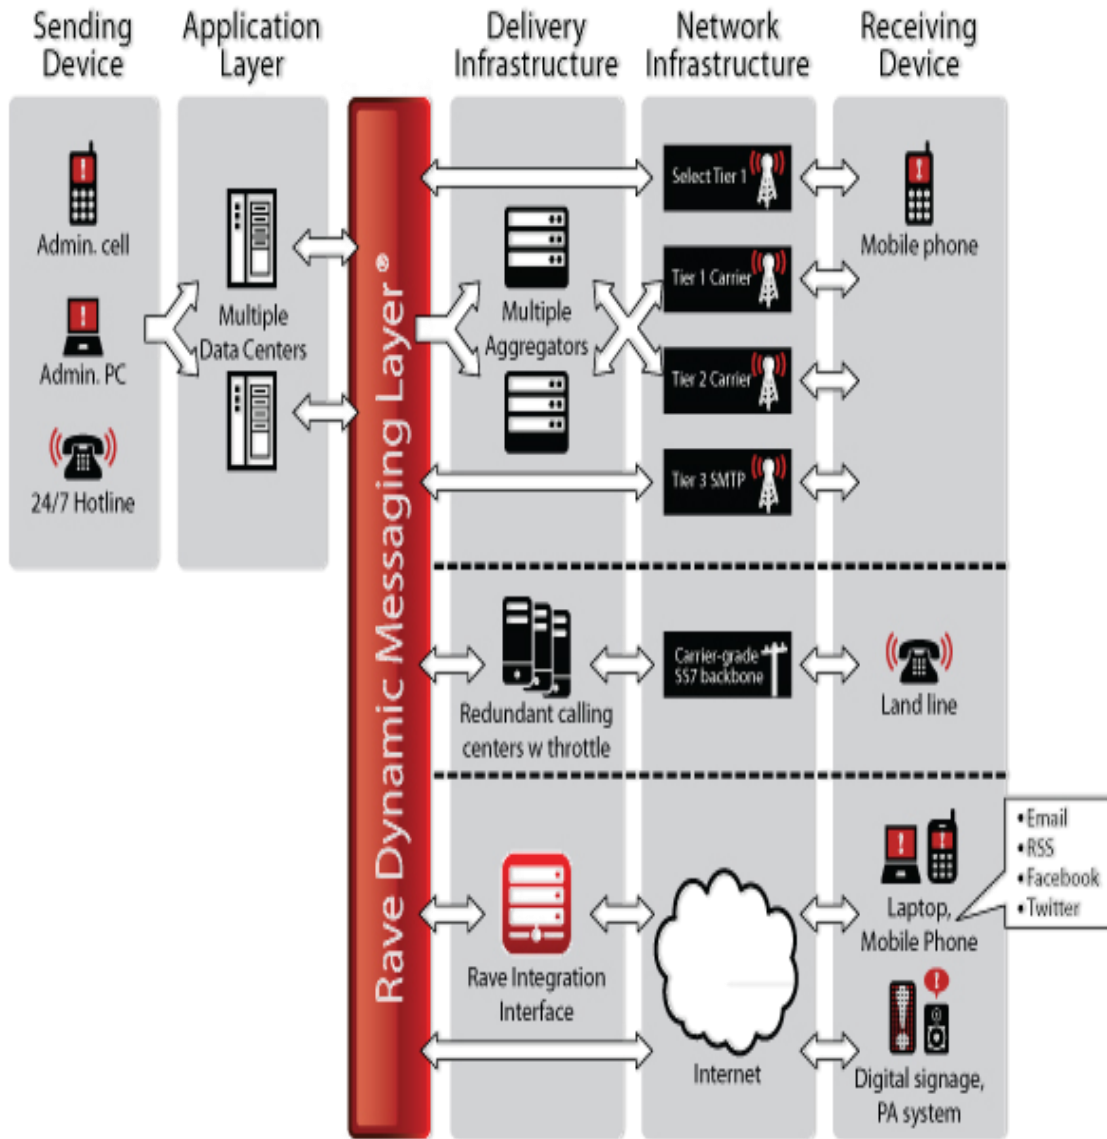 Sending
Device
Application
Layer
Delivery
Infrastructure
Network
Infrastructure
Receiving
Device
Admin. cell
Admin. PC
24/7 Hotline
Multiple
Data Centers
Rave Dynamic Messaging Layer®
Multiple
Aggregators
Select Tier 1
Tier 1 Carrier
Tier 2 Carrier
Tier 3 SMTP
Mobile phone
Redundant calling
centers w throttle
Carrier-grade
SS7 backbone
Land line
Rave Integration
Interface
Internet
Laptop,
Mobile Phone
•Email
•RSS
•Facebook
•Twitter
Digital signage,
PA system